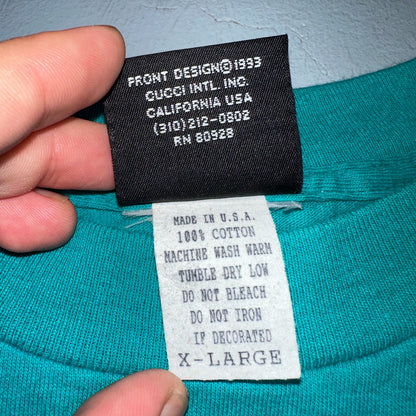 FRONT DESIGN©1993
GUCCI INTL. INC.
CALIFORNIA USA
(310)212-0802
RN 80928
MADE IN U.S.A.
100% COTTON
MACHINE WASH WARM
TUMBLE DRY LOW
DO NOT BLEACH
DO NOT IRON
IF DECORATED
X-LARGE